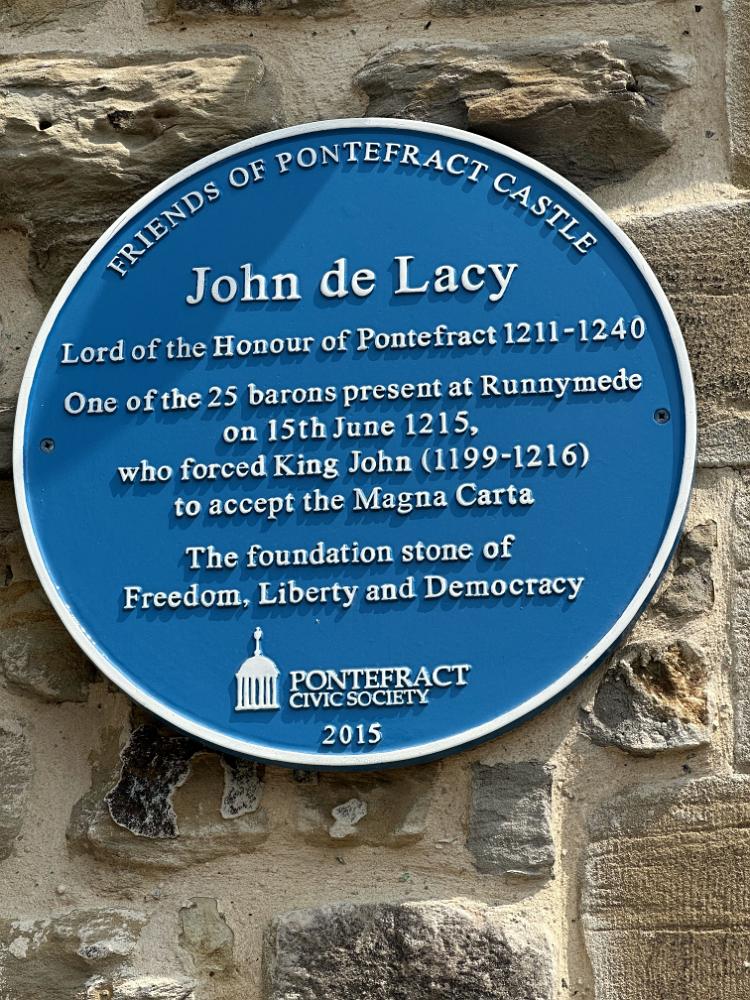 FRIENDS OF PONTEFRACT CASTLE
John de Lacy
Lord of the Honour of Pontefract 1211-1240
One of the 25 barons present at Runnymede
on 15th June 1215,
who forced King John (1199-1216)
to accept the Magna Carta
The foundation stone of
Freedom, Liberty and Democracy
PONTEFRACT
CIVIC SOCIETY
2015